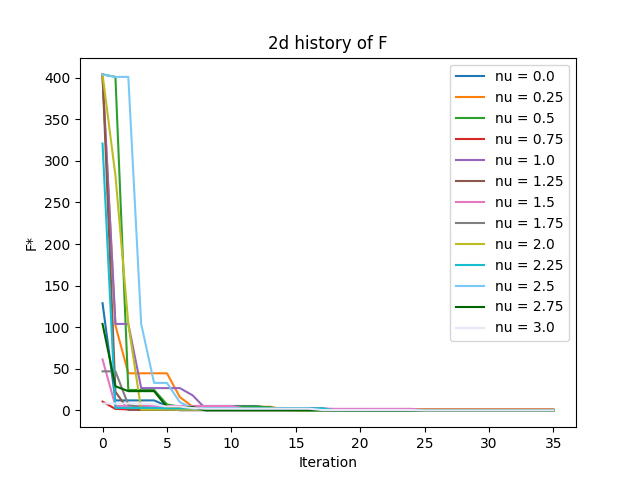 2d history of F
F*
400
350
300
250
200
150
100
50
0
0 5 10 15 20 25 30 35
Iteration
nu = 0.0
nu = 0.25
nu = 0.5
nu = 0.75
nu = 1.0
nu = 1.25
nu = 1.5
nu = 1.75
nu = 2.0
nu = 2.25
nu = 2.5
nu = 2.75
nu = 3.0